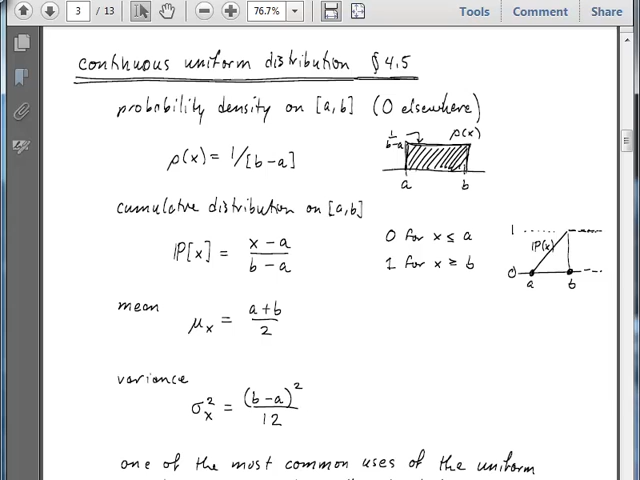 3 / 13 76.7% Tools Comment Share
continuous uniform distribution § 4.5
probability density on [a,b] (0 elsewhere)
ρ(x) = 1/[b-a]
1/b-a ρ(x)
a b
cumulative distribution on [a,b]
IP[x] = x-a / b-a
0 for x ≤ a
1 for x ≥ b
1
IP(x)
0
a b
mean
μx = a+b / 2
variance
σx² = (b-a)² / 12
one of the most common uses of the uniform